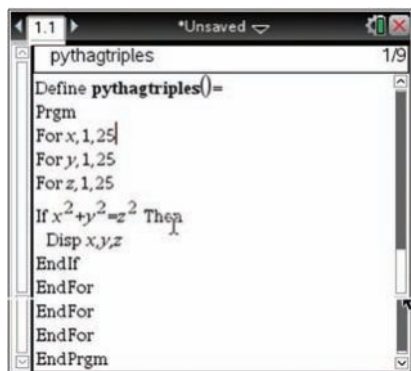 1.1 *Unsaved
pythagtriples 1/9
Define pythagtriples()=
Prgm
For x,1,25
For y,1,25
For z,1,25
If x²+y²=z² Then
Disp x,y,z
EndIf
EndFor
EndFor
EndFor
EndPrgm